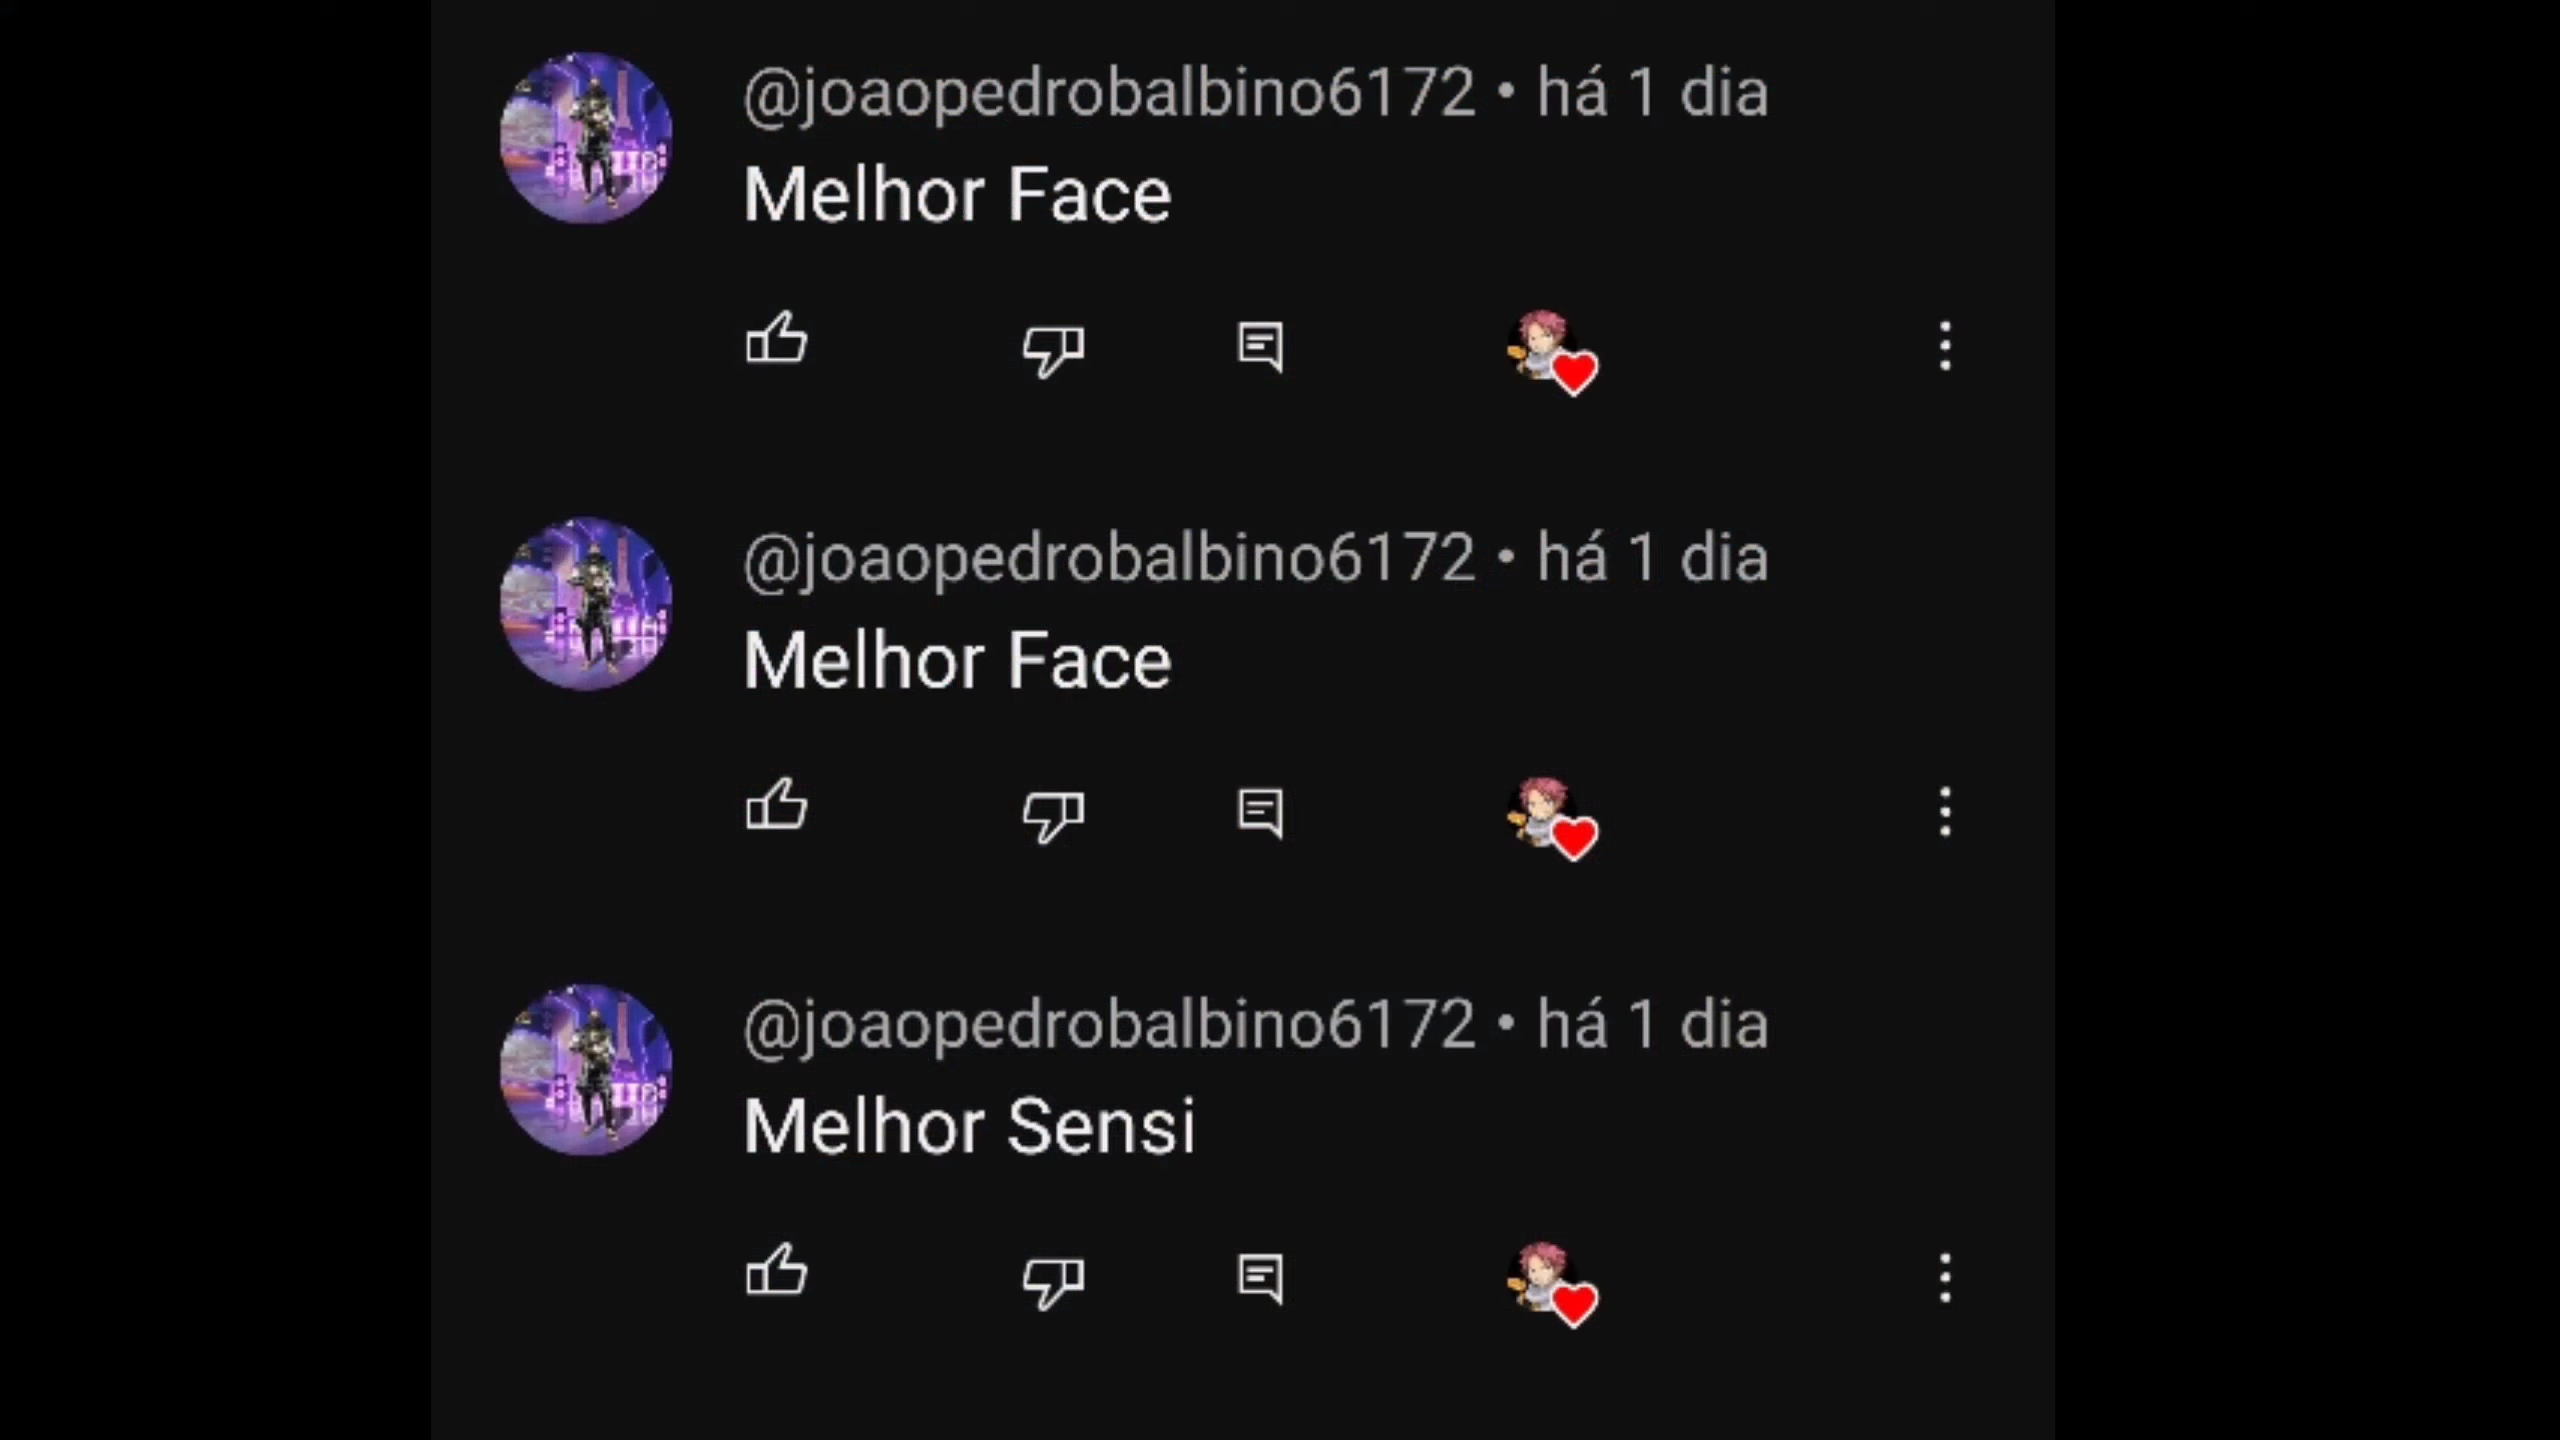 @joaopedrobalbino6172 • há 1 dia
Melhor Face
@joaopedrobalbino6172 • há 1 dia
Melhor Face
@joaopedrobalbino6172 • há 1 dia
Melhor Sensi